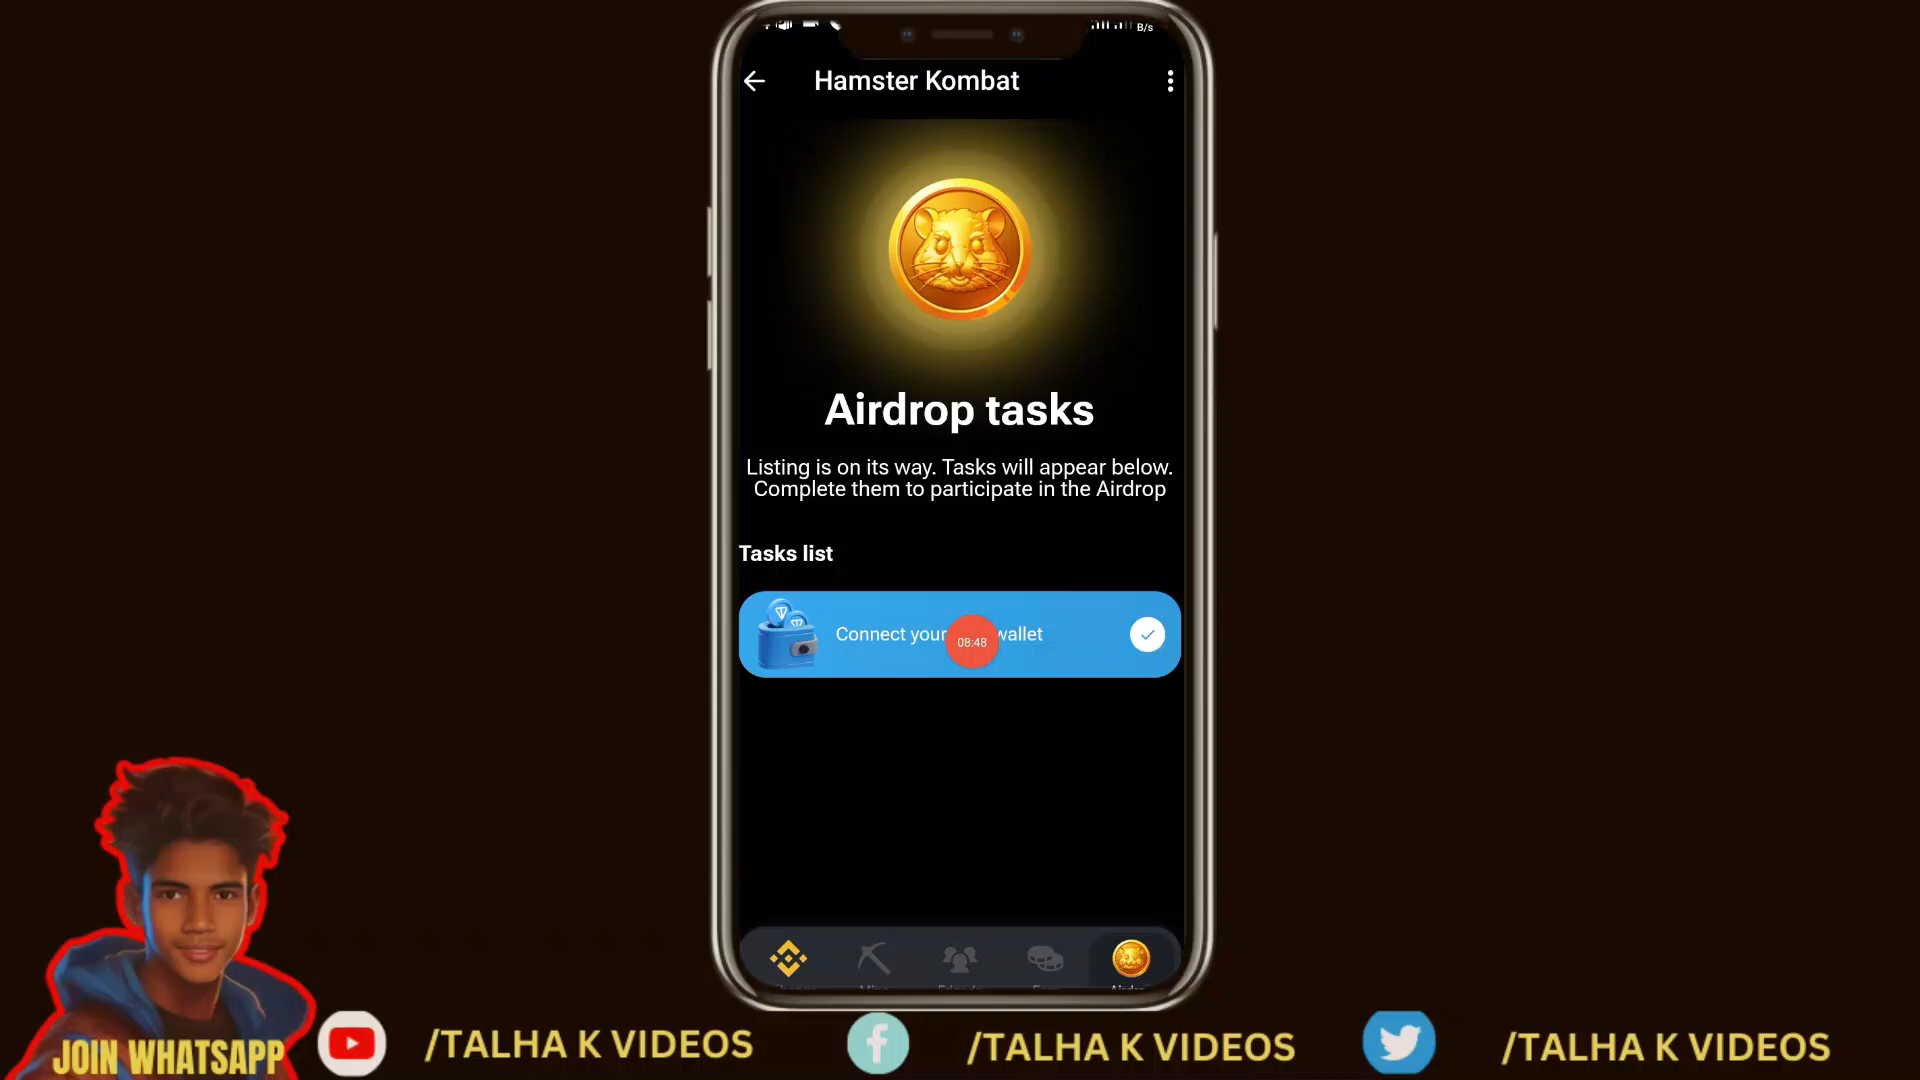 B/s
Hamster Kombat
Airdrop tasks
Listing is on its way. Tasks will appear below.
Complete them to participate in the Airdrop
Tasks list
Connect your wallet
08:48
JOIN WHATSAPP
/TALHA K VIDEOS
/TALHA K VIDEOS
/TALHA K VIDEOS